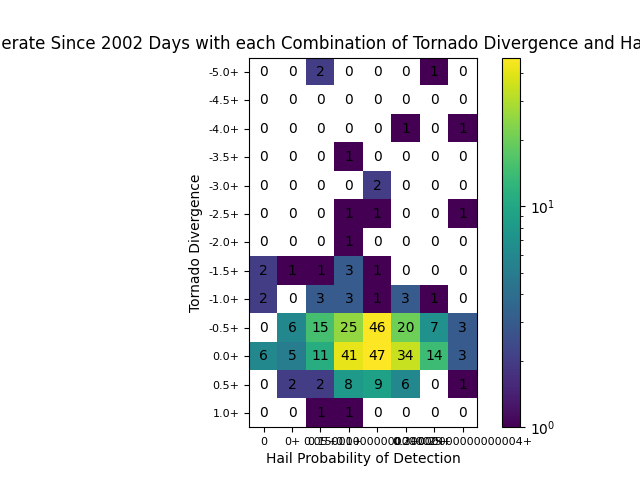 erate Since 2002 Days with each Combination of Tornado Divergence and Ha
-5.0+ 0 0 2 0 0 0 1 0
-4.5+ 0 0 0 0 0 0 0 0
-4.0+ 0 0 0 0 0 1 0 1
-3.5+ 0 0 0 1 0 0 0 0
-3.0+ 0 0 0 0 2 0 0 0
-2.5+ 0 0 0 1 1 0 0 1
-2.0+ 0 0 0 1 0 0 0 0
-1.5+ 2 1 1 3 1 0 0 0
-1.0+ 2 0 3 3 1 3 1 0
-0.5+ 0 6 15 25 46 20 7 3
0.0+ 6 5 11 41 47 34 14 3
0.5+ 0 2 2 8 9 6 0 1
1.0+ 0 0 1 1 0 0 0 0
0 0+
Hail Probability of Detection
Tornado Divergence
10¹
10⁰